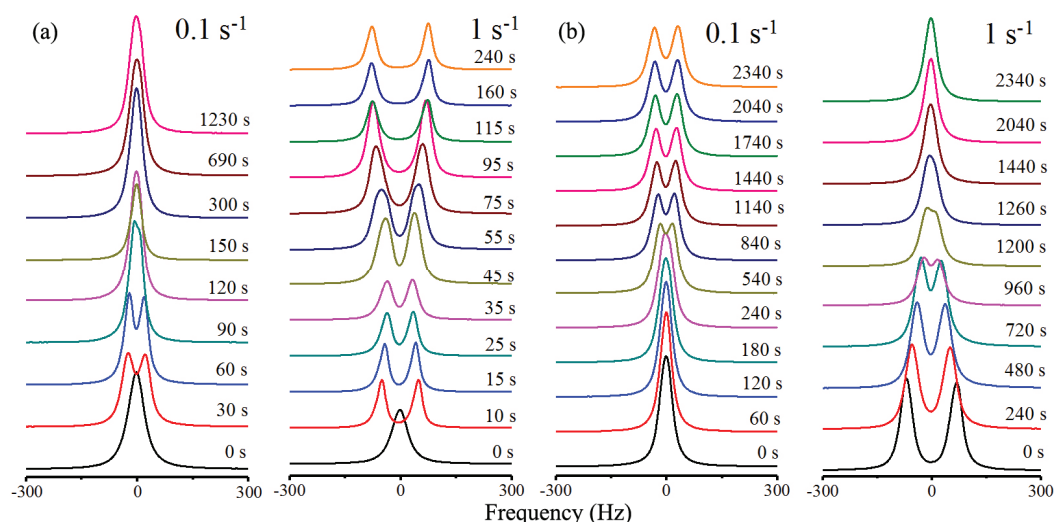 (a)
0.1 s-1
1230 s
690 s
300 s
150 s
120 s
90 s
60 s
30 s
0 s
-300
0
300
1 s-1
240 s
160 s
115 s
95 s
75 s
55 s
45 s
35 s
25 s
15 s
10 s
0 s
-300
0
300
(b)
0.1 s-1
2340 s
2040 s
1740 s
1440 s
1140 s
840 s
540 s
240 s
180 s
120 s
60 s
0 s
-300
0
300
1 s-1
2340 s
2040 s
1440 s
1260 s
1200 s
960 s
720 s
480 s
240 s
0 s
-300
0
300
Frequency (Hz)